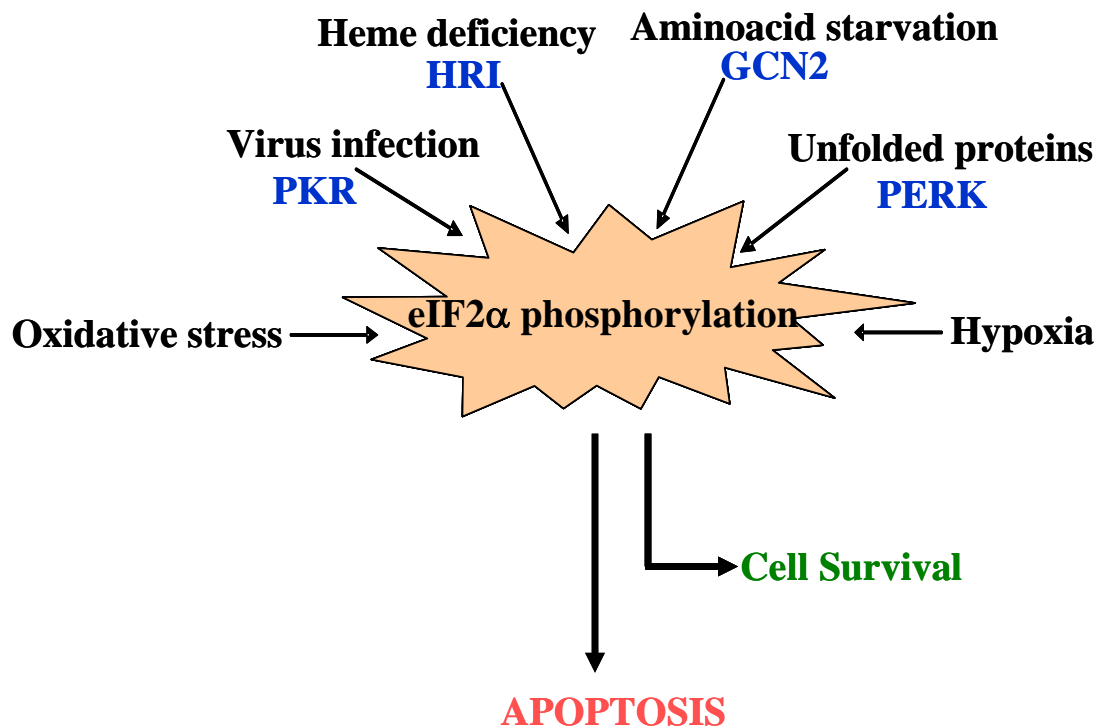 Heme deficiency
HRI
Aminoacid starvation
GCN2
Virus infection
PKR
Unfolded proteins
PERK
eIF2α phosphorylation
Oxidative stress
Hypoxia
Cell Survival
APOPTOSIS